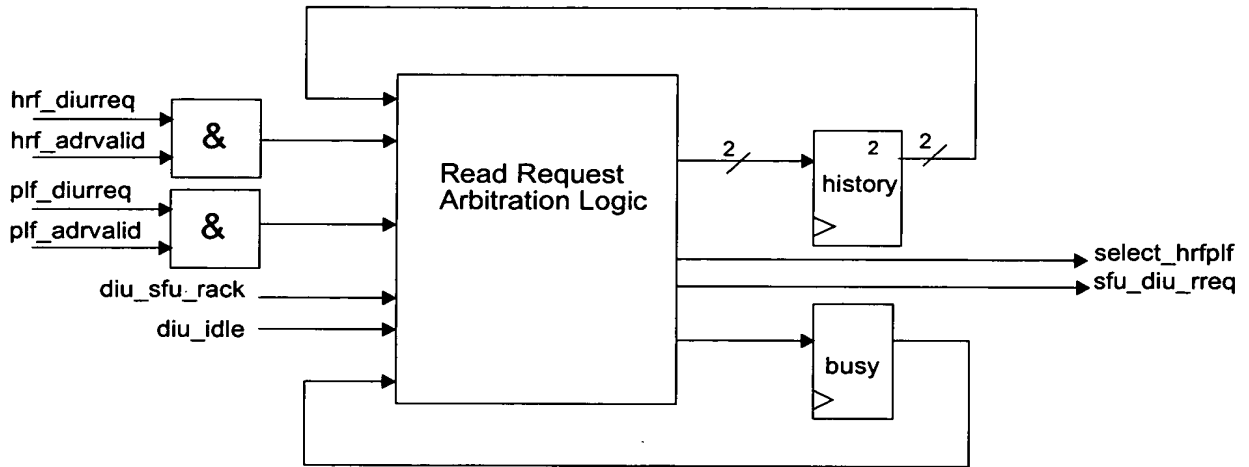 hrf_diurreq
hrf_adrvalid
&
plf_diurreq
plf_adrvalid
&
diu_sfu_rack
diu_idle
Read Request
Arbitration Logic
2
2
2
history
select_hrfplf
sfu_diu_rreq
busy